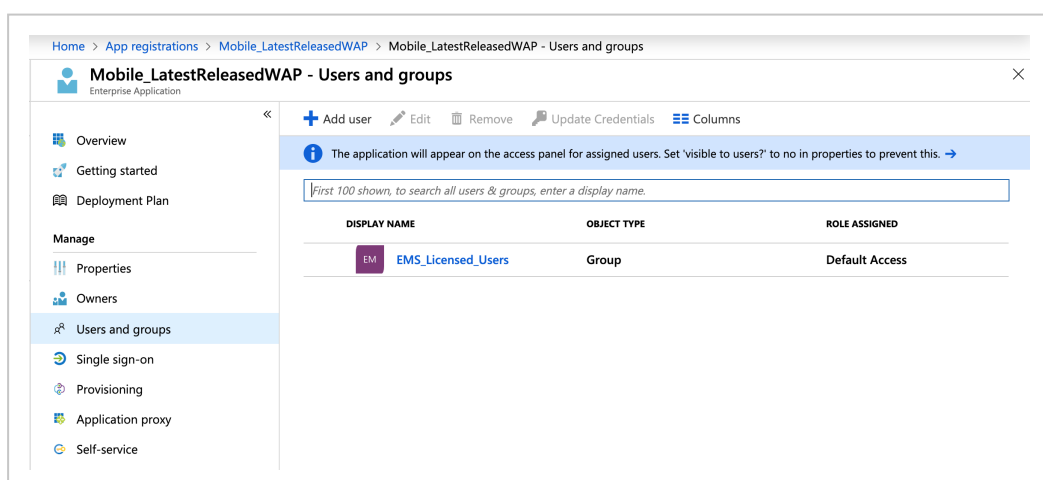 Home > App registrations > Mobile_LatestReleasedWAP > Mobile_LatestReleasedWAP - Users and groups
Mobile_LatestReleasedWAP - Users and groups
Enterprise Application
Overview
Getting started
Deployment Plan
Manage
Properties
Owners
Users and groups
Single sign-on
Provisioning
Application proxy
Self-service
Add user Edit Remove Update Credentials Columns
The application will appear on the access panel for assigned users. Set 'visible to users?' to no in properties to prevent this. →
First 100 shown, to search all users & groups, enter a display name.
DISPLAY NAME OBJECT TYPE ROLE ASSIGNED
EM EMS_Licensed_Users Group Default Access